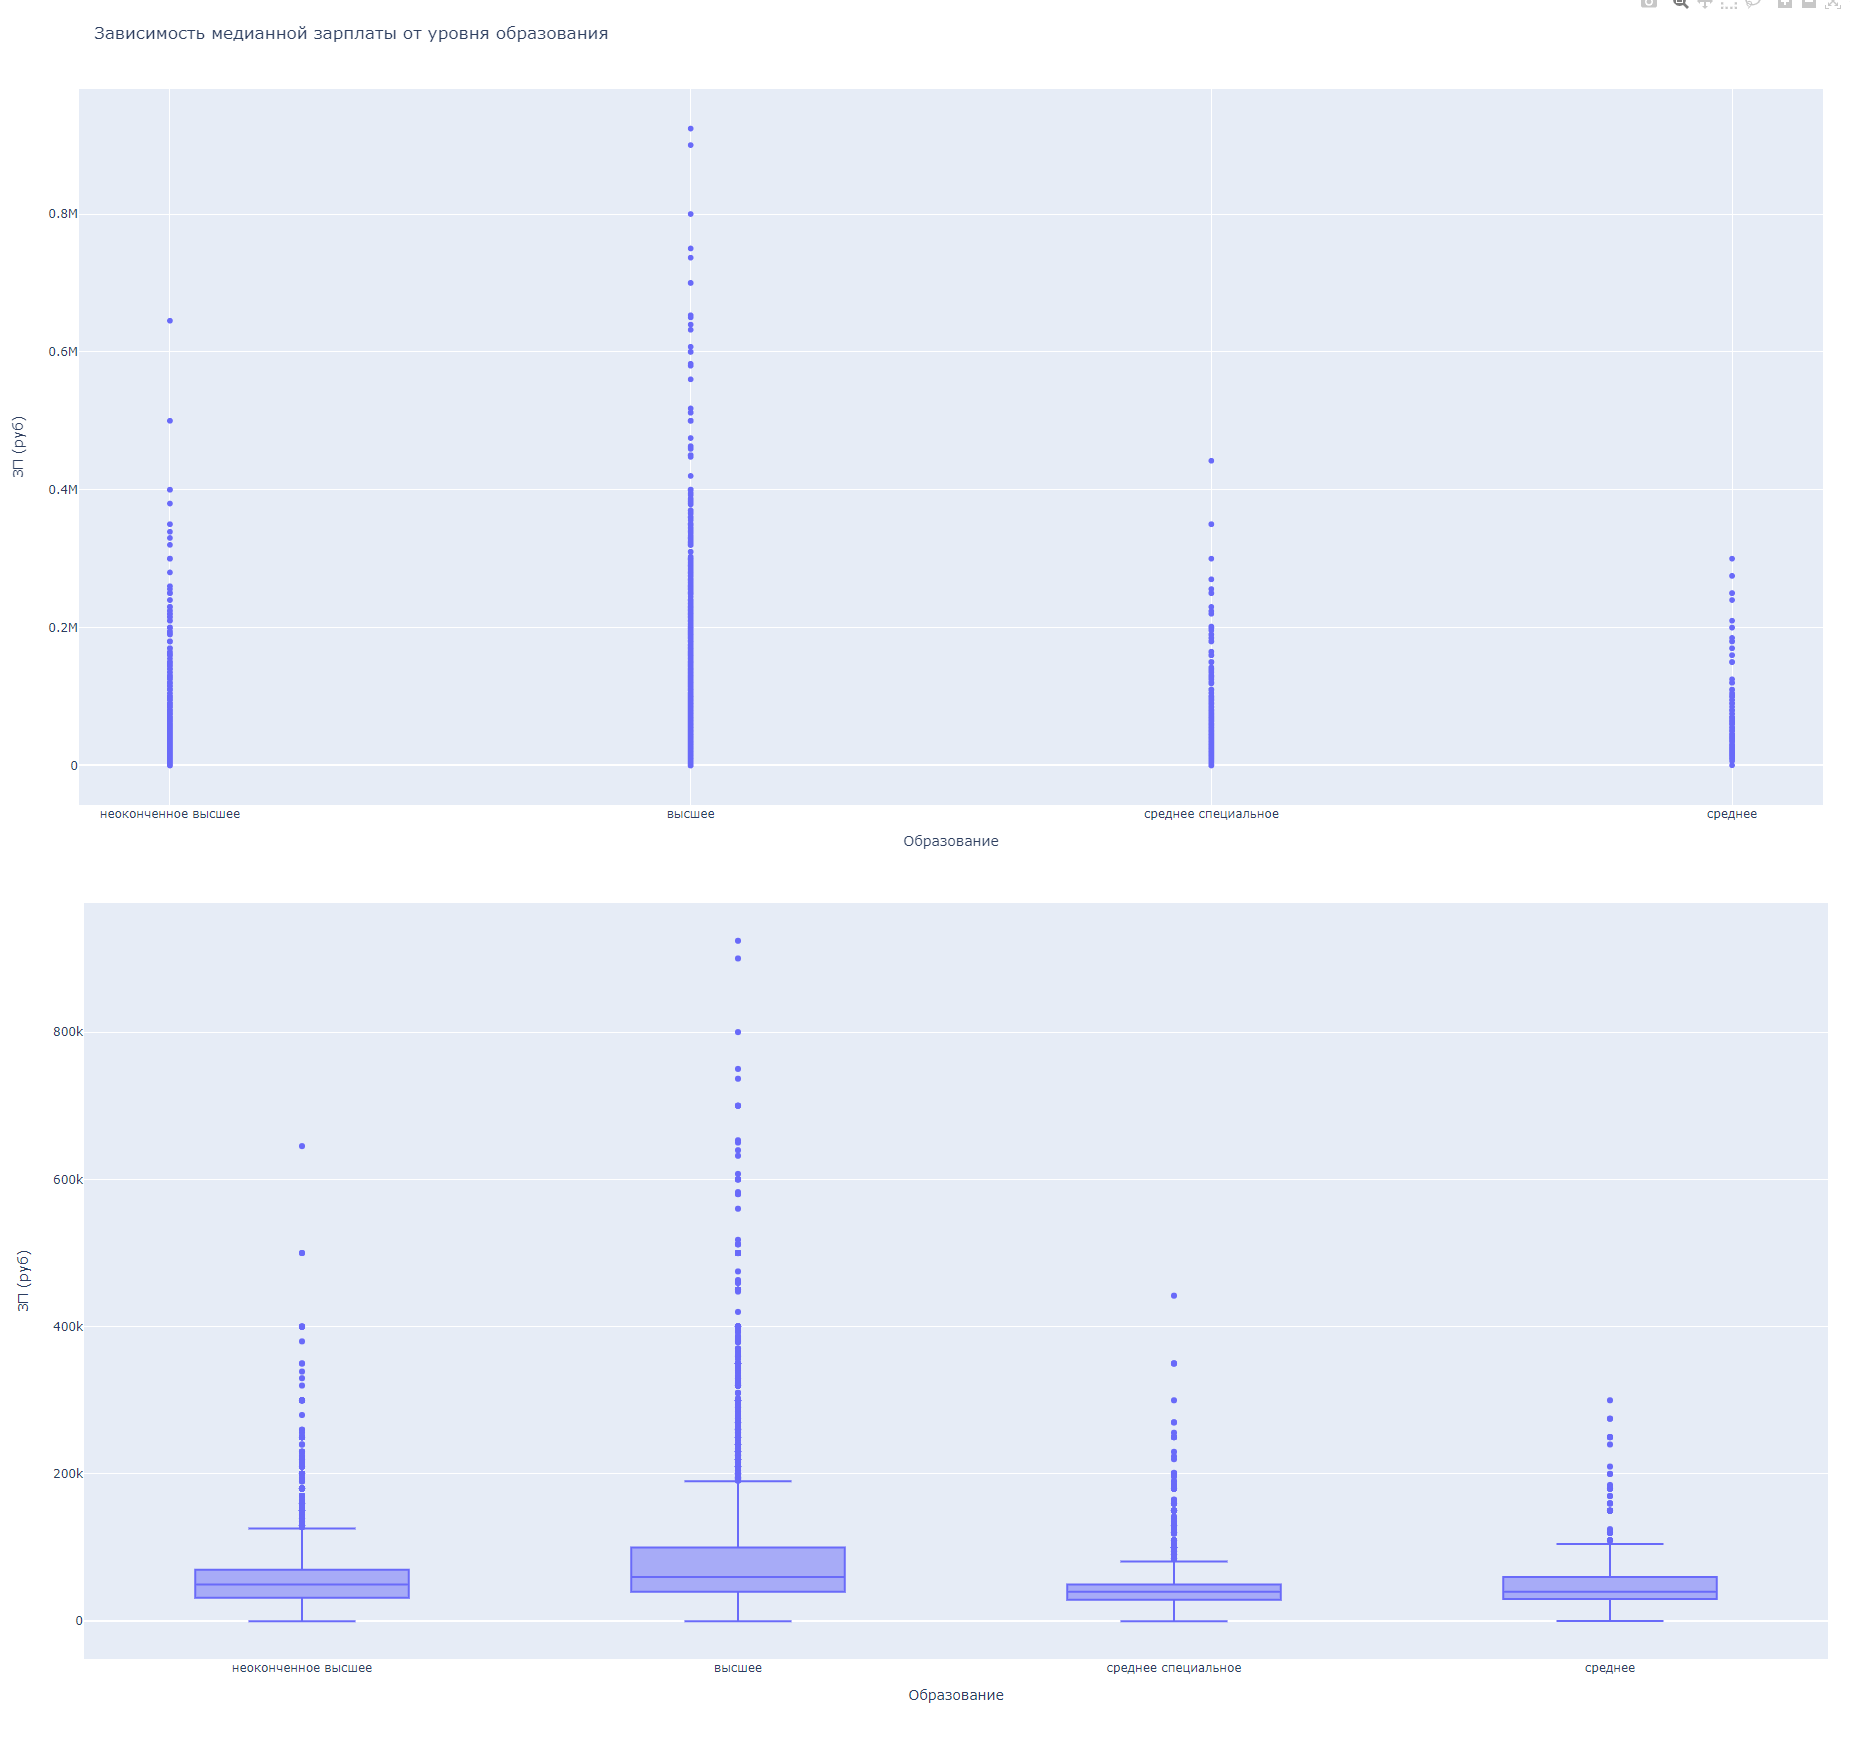 Зависимость медианной зарплаты от уровня образования
0.8M
0.6M
0.4M
0.2M
0
ЗП (руб)
неоконченное высшее высшее среднее специальное среднее
Образование
800k
600k
400k
200k
0
ЗП (руб)
неоконченное высшее высшее среднее специальное среднее
Образование